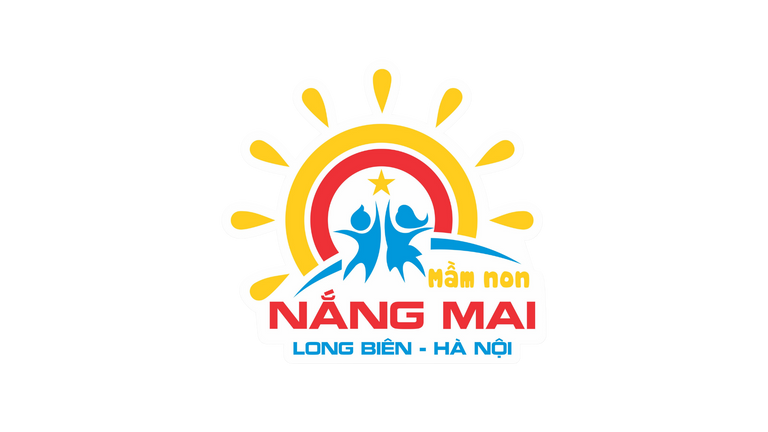 Mầm non
NẮNG MAI
LONG BIÊN - HÀ NỘI